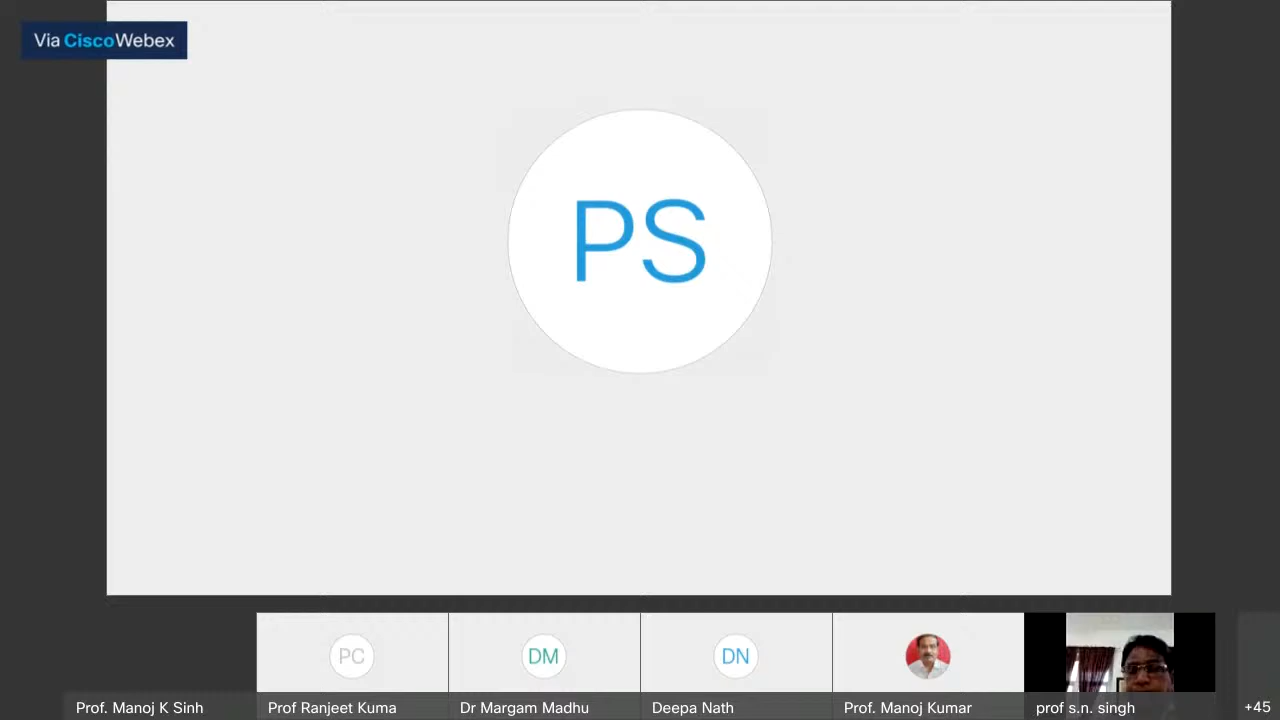 Via CiscoWebex
PS
PC
DM
DN
Prof. Manoj K Sinh
Prof Ranjeet Kuma
Dr Margam Madhu
Deepa Nath
Prof. Manoj Kumar
prof s.n. singh
+45